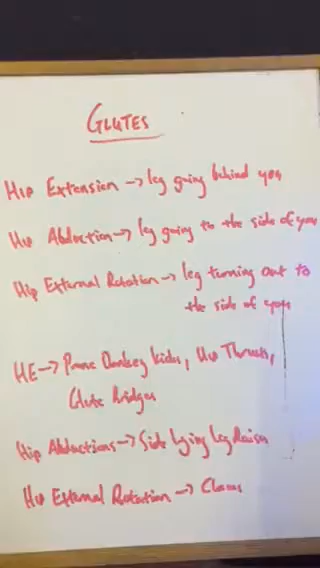 GLUTES
Hip Extension → leg going behind you
Hip Abduction → leg going to the side of you
Hip External Rotation → leg turning out to
the side of you
HE → Prone Donkey kicks, Hip Thrusts,
Glute Bridges
Hip Abductions → Side lying Leg Raises
Hip External Rotation → Clams